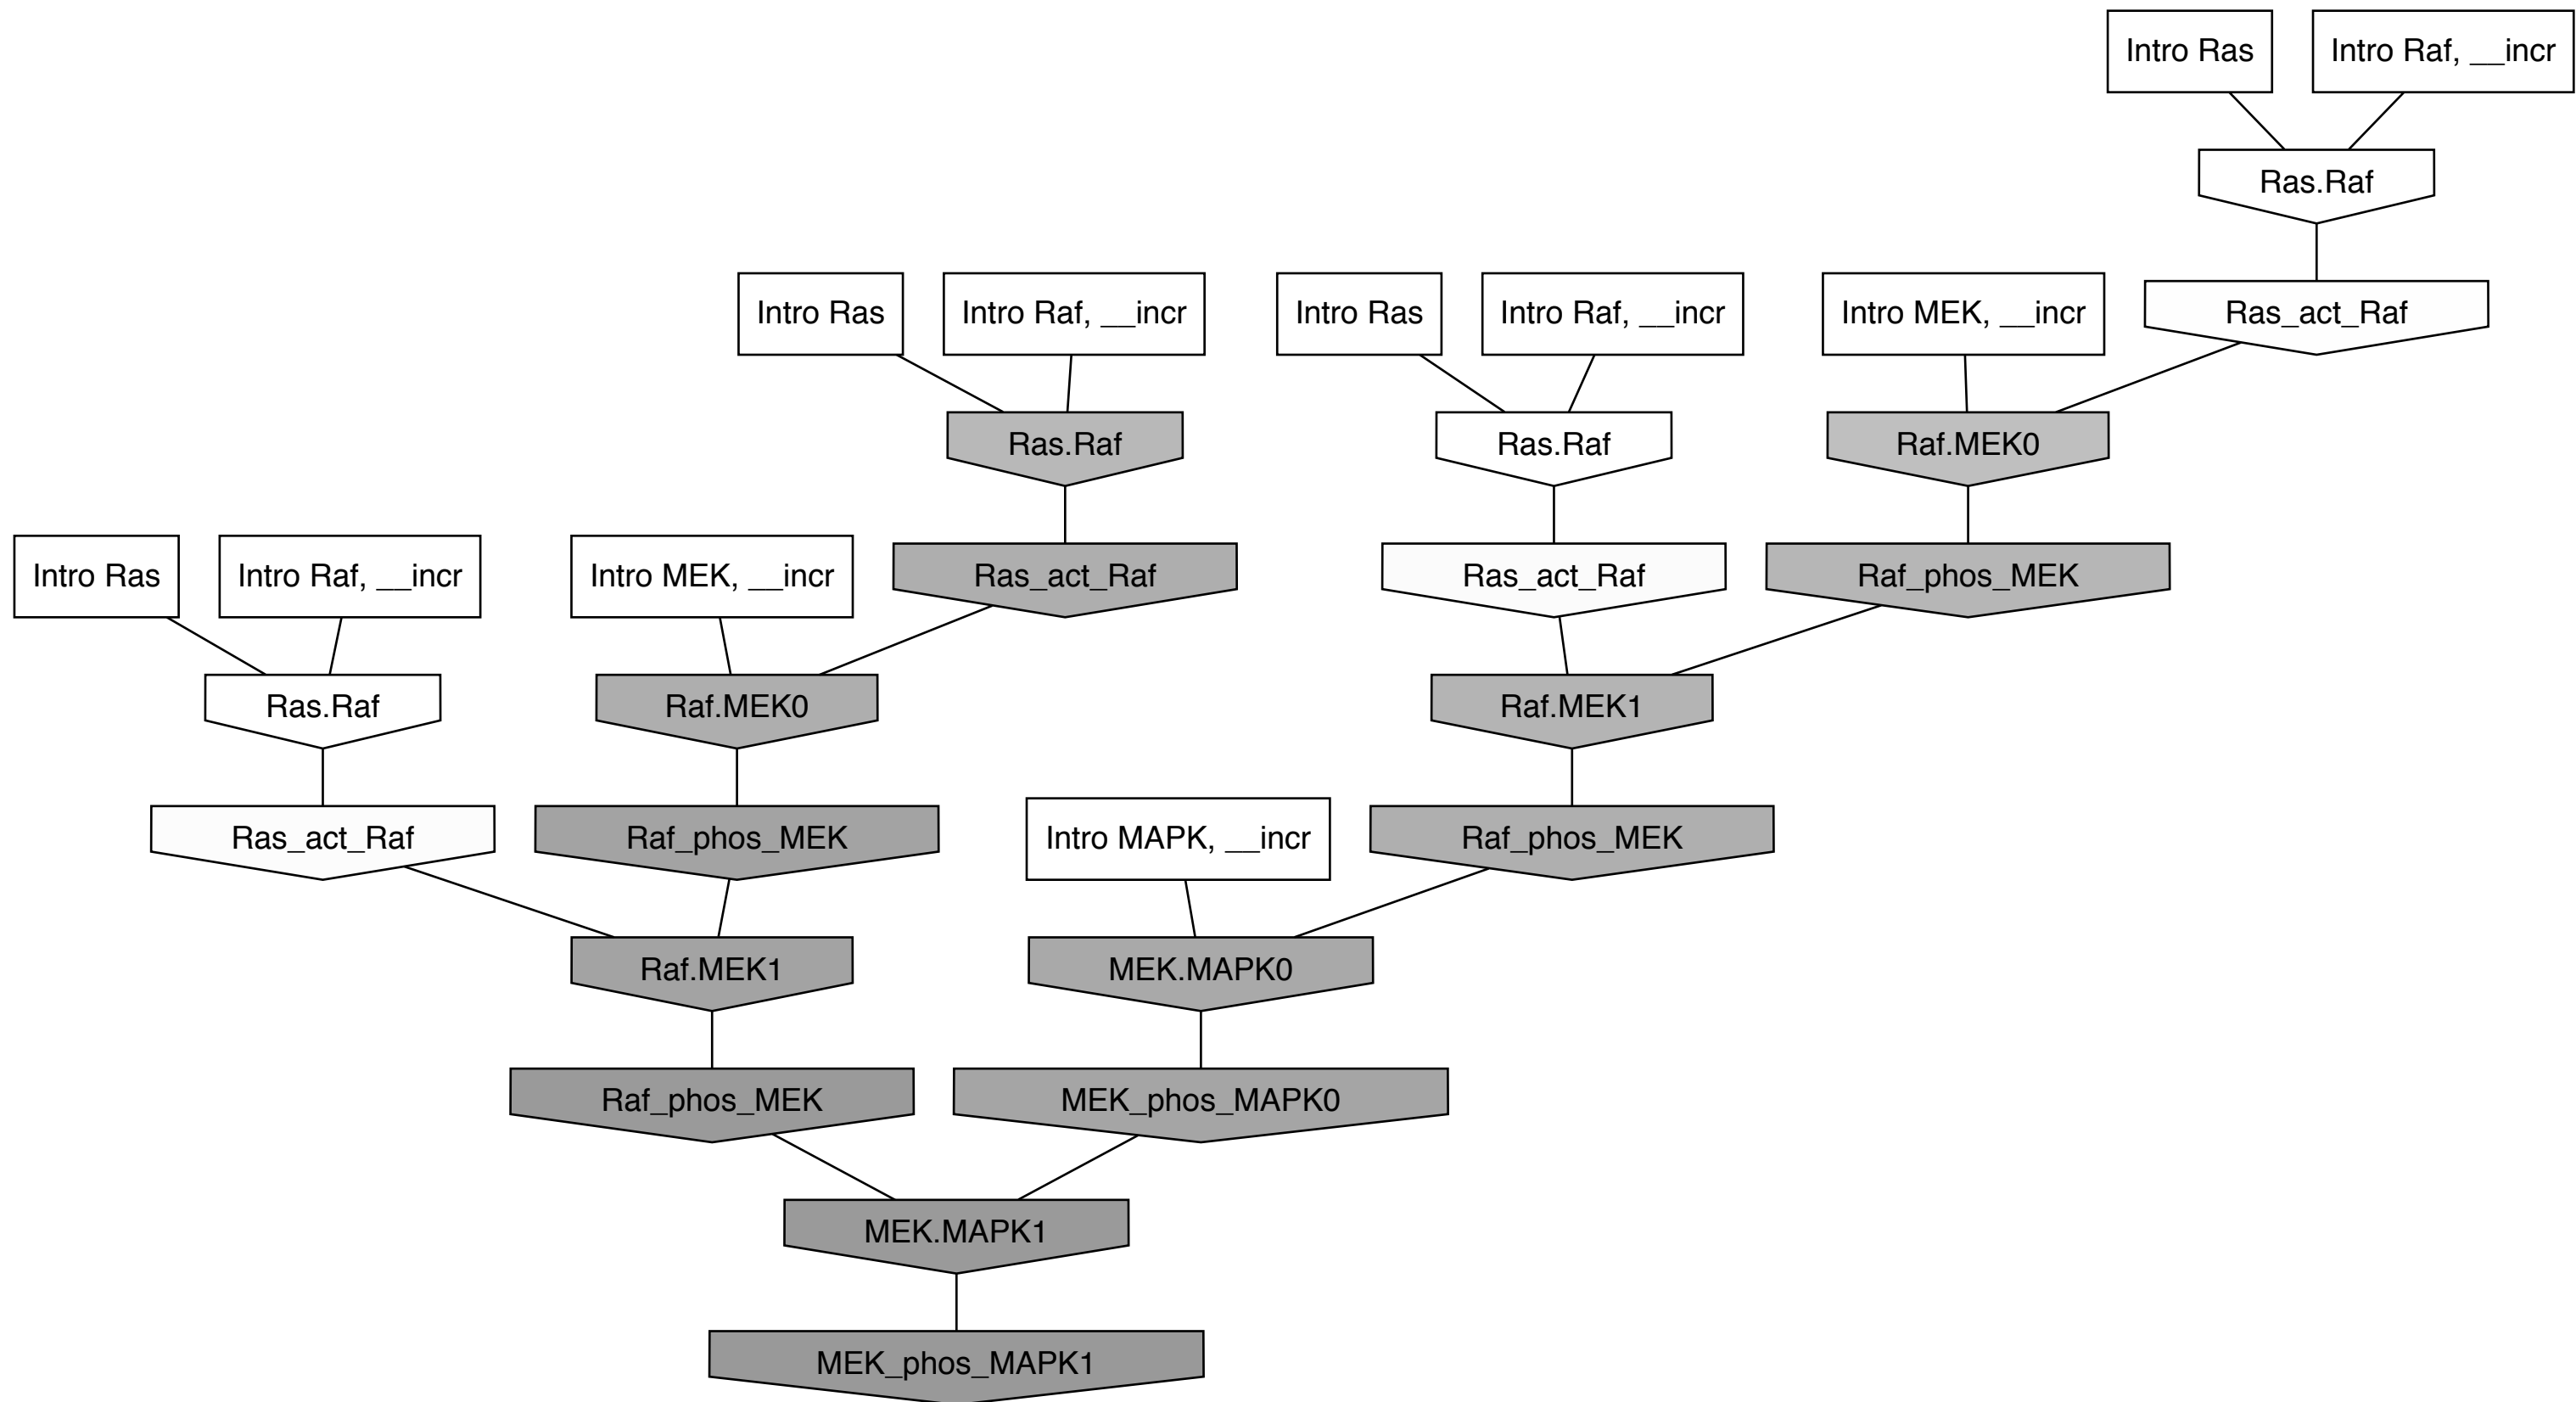 Intro Ras
Intro Raf, __incr
Ras.Raf
Intro Ras
Intro Raf, __incr
Intro Ras
Intro Raf, __incr
Intro MEK, __incr
Ras_act_Raf
Ras.Raf
Ras.Raf
Raf.MEK0
Intro Ras
Intro Raf, __incr
Intro MEK, __incr
Ras_act_Raf
Ras_act_Raf
Raf_phos_MEK
Ras.Raf
Raf.MEK0
Raf.MEK1
Ras_act_Raf
Raf_phos_MEK
Intro MAPK, __incr
Raf_phos_MEK
Raf.MEK1
MEK.MAPK0
Raf_phos_MEK
MEK_phos_MAPK0
MEK.MAPK1
MEK_phos_MAPK1